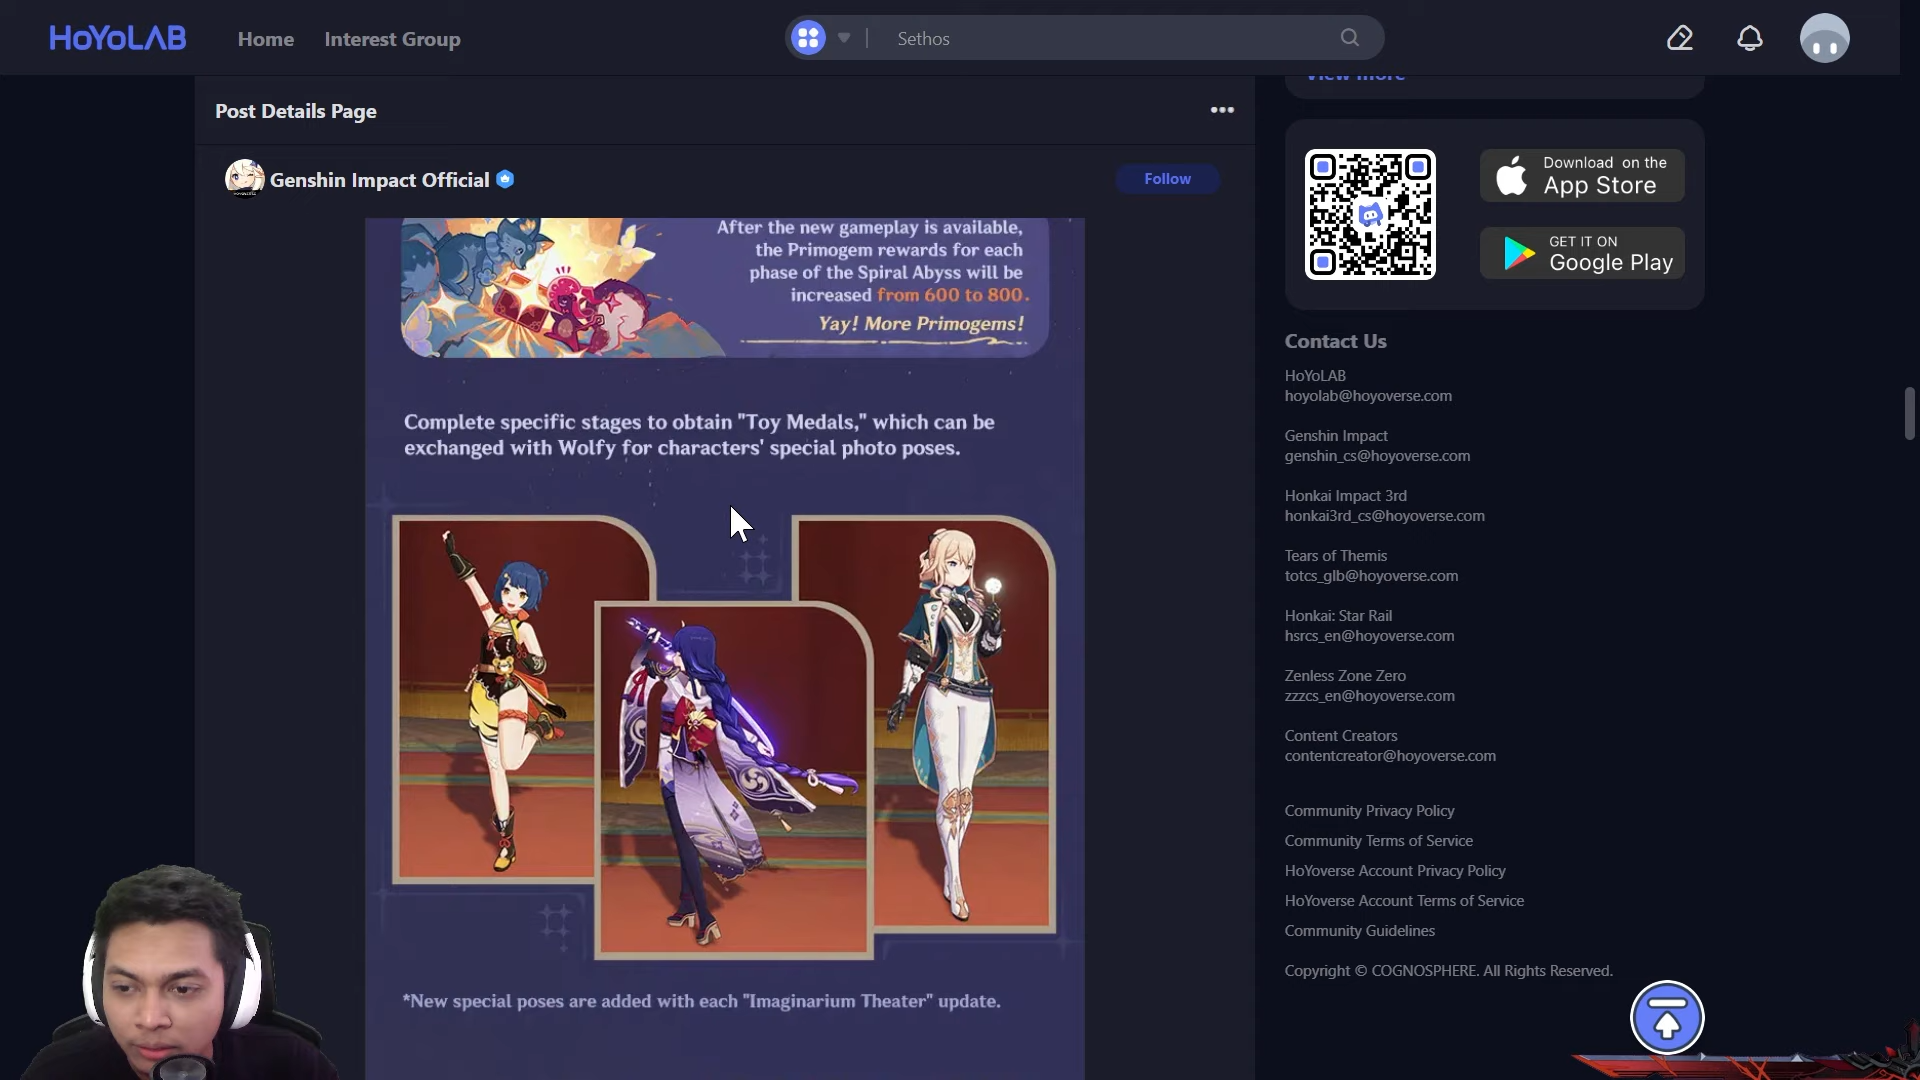 HoYoLAB
Home
Interest Group
Sethos
Post Details Page
Genshin Impact Official
Follow
After the new gameplay is available,
the Primogem rewards for each
phase of the Spiral Abyss will be
increased from 600 to 800.
Yay! More Primogems!
Complete specific stages to obtain "Toy Medals," which can be
exchanged with Wolfy for characters' special photo poses.
*New special poses are added with each "Imaginarium Theater" update.
View more
Download on the
App Store
GET IT ON
Google Play
Contact Us
HoYoLAB
hoyolab@hoyoverse.com
Genshin Impact
genshin_cs@hoyoverse.com
Honkai Impact 3rd
honkai3rd_cs@hoyoverse.com
Tears of Themis
totcs_glb@hoyoverse.com
Honkai: Star Rail
hsrcs_en@hoyoverse.com
Zenless Zone Zero
zzzcs_en@hoyoverse.com
Content Creators
contentcreator@hoyoverse.com
Community Privacy Policy
Community Terms of Service
HoYoverse Account Privacy Policy
HoYoverse Account Terms of Service
Community Guidelines
Copyright © COGNOSPHERE. All Rights Reserved.